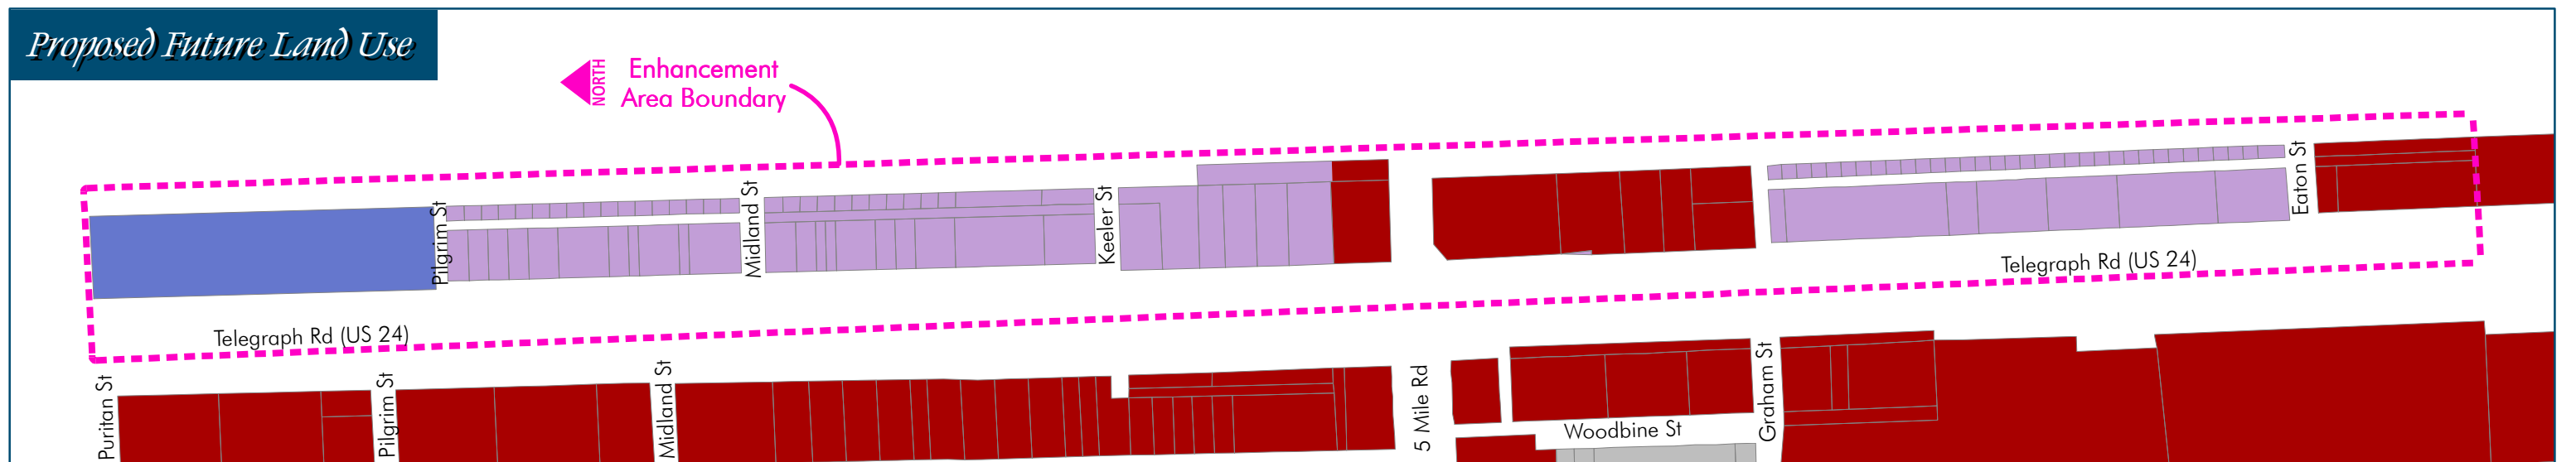 Proposed Future Land Use
NORTH
Enhancement
Area Boundary
Pilgrim St
Midland St
Keeler St
Eaton St
Telegraph Rd (US 24)
Telegraph Rd (US 24)
Puritan St
Pilgrim St
Midland St
5 Mile Rd
Woodbine St
Graham St